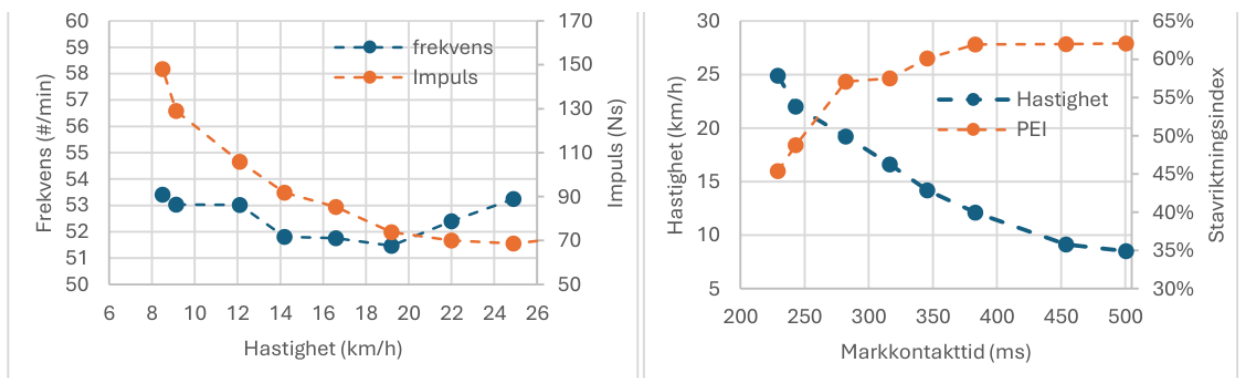 60
59
58
57
56
55
54
53
52
51
50
Frekvens (#/min)
170
150
130
110
90
70
50
Impuls (Ns)
frekvens
Impuls
6 8 10 12 14 16 18 20 22 24 26
Hastighet (km/h)
30
25
20
15
10
5
Hastighet (km/h)
65%
60%
55%
50%
45%
40%
35%
30%
Stavriktningsindex
Hastighet
PEI
200 250 300 350 400 450 500
Markkontakttid (ms)